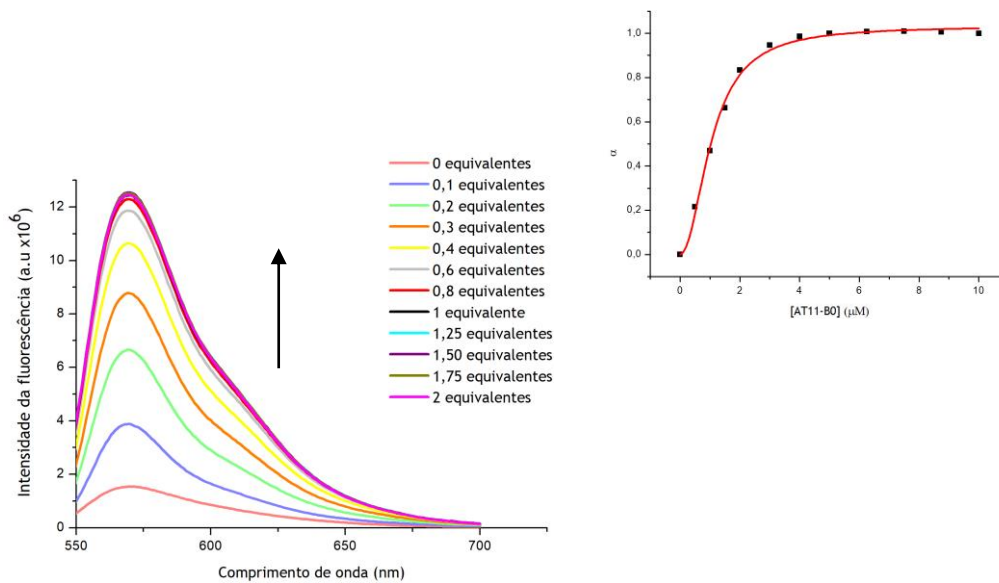 Intensidade da fluorescência (a.u x10⁶)
12
10
8
6
4
2
0
550
600
650
700
Comprimento de onda (nm)
0 equivalentes
0,1 equivalentes
0,2 equivalentes
0,3 equivalentes
0,4 equivalentes
0,6 equivalentes
0,8 equivalentes
1 equivalente
1,25 equivalentes
1,50 equivalentes
1,75 equivalentes
2 equivalentes
α
1,0
0,8
0,6
0,4
0,2
0,0
0
2
4
6
8
10
[AT11-B0] (μM)